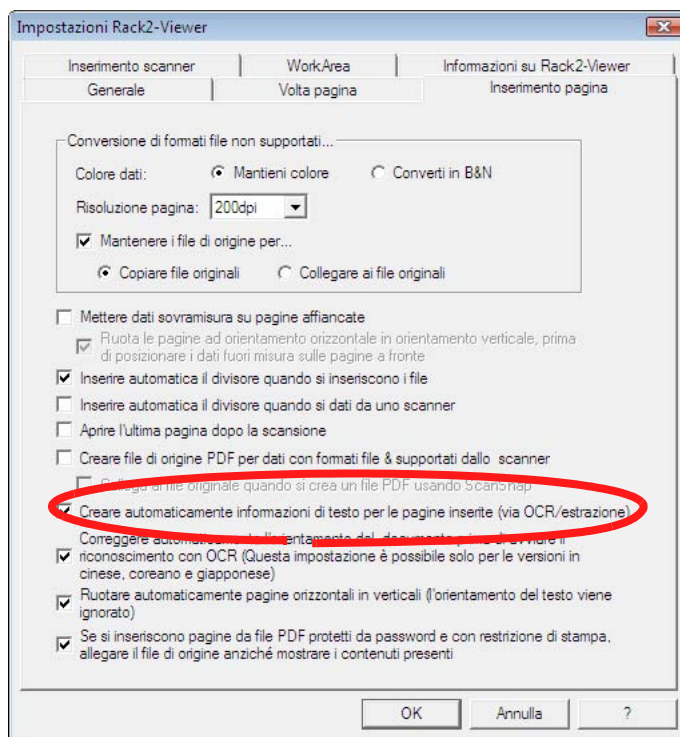 Impostazioni Rack2-Viewer
Inserimento scanner
WorkArea
Informazioni su Rack2-Viewer
Generale
Volta pagina
Inserimento pagina
Conversione di formati file non supportati...
Colore dati: Mantieni colore Converti in B&N
Risoluzione pagina: 200dpi
Mantenere i file di origine per...
Copiare file originali Collegare ai file originali
Mettere dati sovramisura su pagine affiancate
Ruota le pagine ad orientamento orizzontale in orientamento verticale, prima
di posizionare i dati fuori misura sulle pagine a fronte
Inserire automatica il divisore quando si inseriscono i file
Inserire automatica il divisore quando si dati da uno scanner
Aprire l'ultima pagina dopo la scansione
Creare file di origine PDF per dati con formati file & supportati dallo scanner
al file originale quando si crea un file PDF usando ScanSnap
Creare automaticamente informazioni di testo per le pagine inserite (via OCR/estrazione)
Correggere automaticamente l'orientamento del documento prima di avviare il
riconoscimento con OCR (Questa impostazione è possibile solo per le versioni in
cinese, coreano e giapponese)
Ruotare automaticamente pagine orizzontali in verticali (l'orientamento del testo viene
ignorato)
Se si inseriscono pagine da file PDF protetti da password e con restrizione di stampa,
allegare il file di origine anziché mostrare i contenuti presenti
OK
Annulla
?